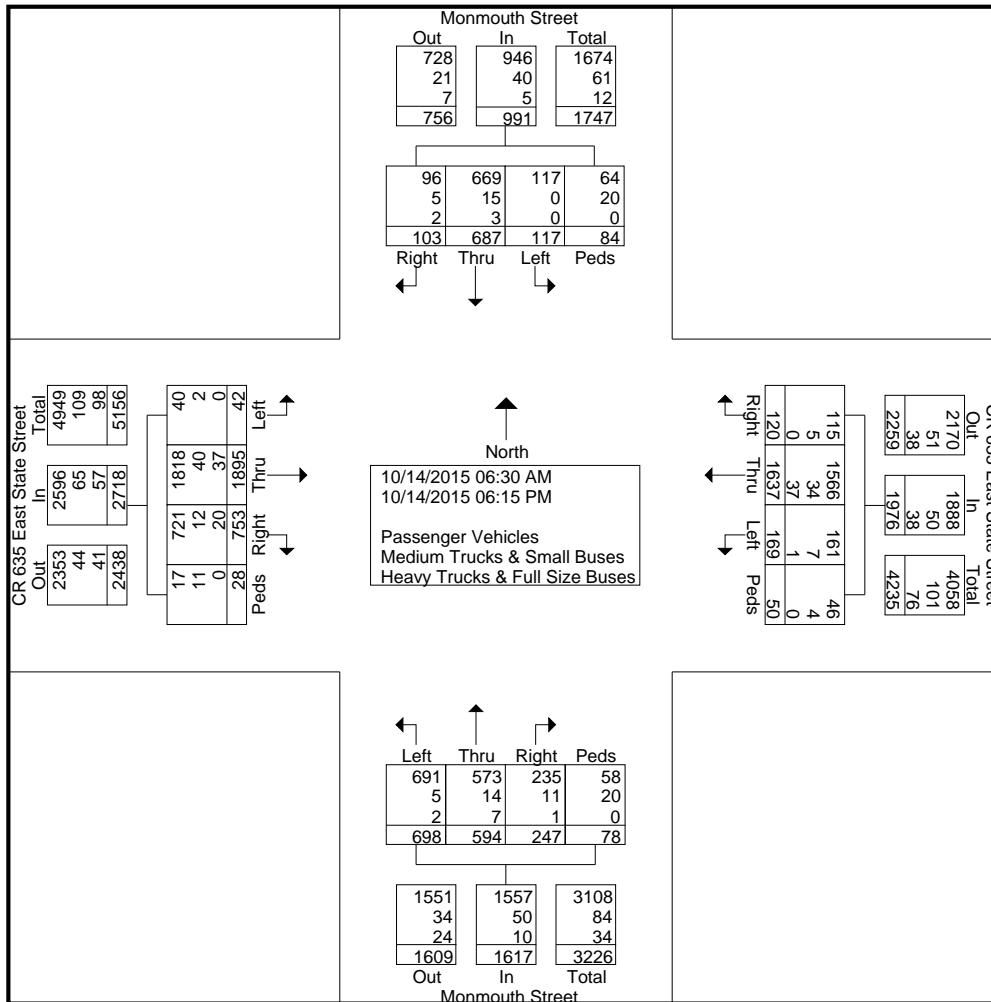 Monmouth Street
Out In Total
728 946 1674
21 40 61
7 5 12
756 991 1747
96 669 117 64
5 15 0 20
2 3 0 0
103 687 117 84
Right Thru Left Peds
CR 635 East State Street
Out In Total
2353 2596 4949
44 65 109
41 57 98
2438 2718 5156
Left Thru Right Peds
42 1895 753 28
0 37 20 0
2 40 12 11
40 1818 721 17
North
10/14/2015 06:30 AM
10/14/2015 06:15 PM
Passenger Vehicles
Medium Trucks & Small Buses
Heavy Trucks & Full Size Buses
Right Thru Left Peds
120 1637 169 50
0 37 1 0
5 34 7 4
115 1566 161 46
CR 635 East State Street
Out In Total
2170 1888 4058
51 50 101
38 38 76
2259 1976 4235
Left Thru Right Peds
691 573 235 58
5 14 11 20
2 7 1 0
698 594 247 78
1551 1557 3108
34 50 84
24 10 34
1609 1617 3226
Out In Total
Monmouth Street